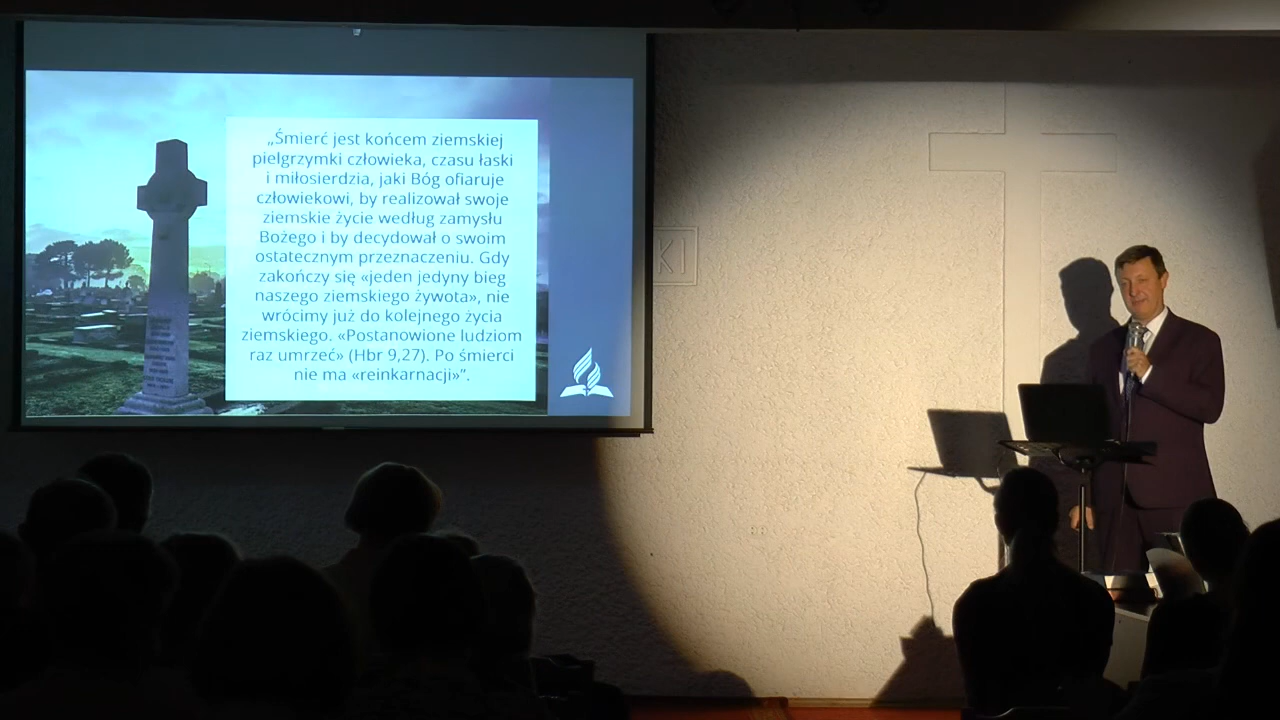 „Śmierć jest końcem ziemskiej
pielgrzymki człowieka, czasu łaski
i miłosierdzia, jaki Bóg ofiaruje
człowiekowi, by realizował swoje
ziemskie życie według zamysłu
Bożego i by decydował o swoim
ostatecznym przeznaczeniu. Gdy
zakończy się «jeden jedyny bieg
naszego ziemskiego żywota», nie
wrócimy już do kolejnego życia
ziemskiego. «Postanowione ludziom
raz umrzeć» (Hbr 9,27). Po śmierci
nie ma «reinkarnacji»”.
KI